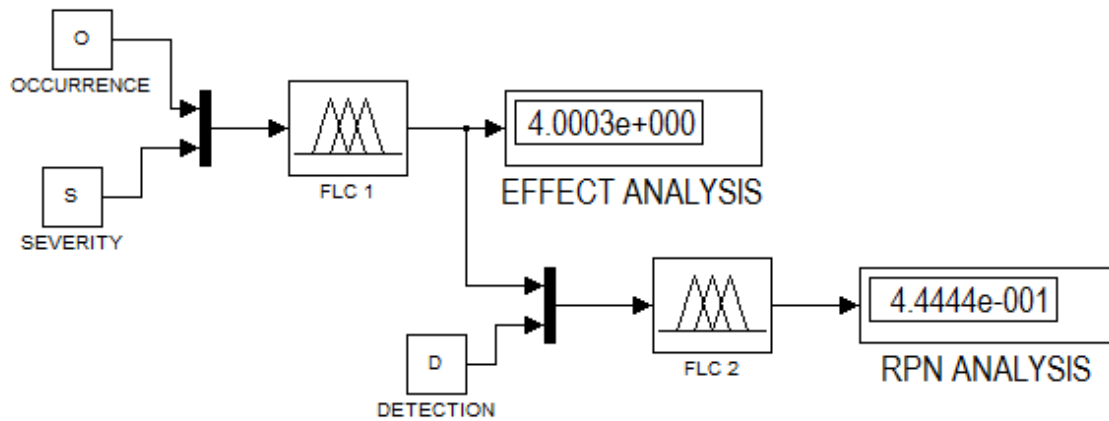 O
OCCURRENCE
S
SEVERITY
FLC 1
4.0003e+000
EFFECT ANALYSIS
D
DETECTION
FLC 2
4.4444e-001
RPN ANALYSIS